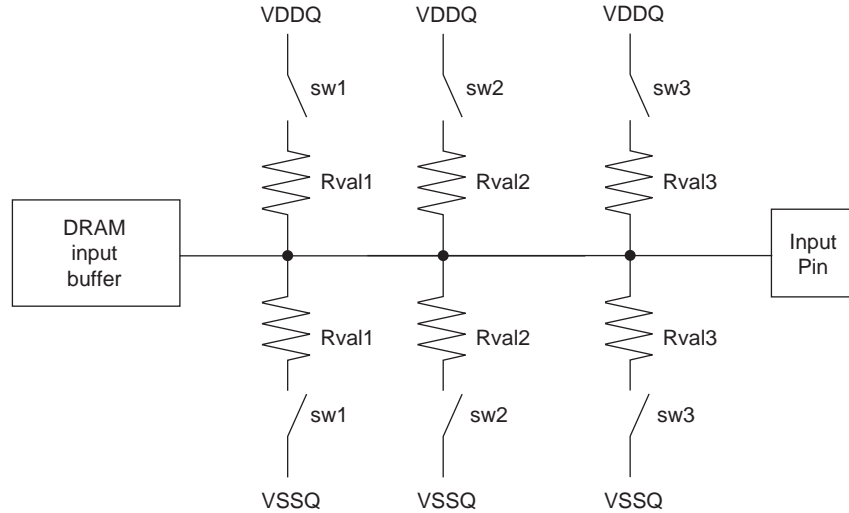 VDDQ
VDDQ
VDDQ
sw1
sw2
sw3
Rval1
Rval2
Rval3
DRAM
input
buffer
Input
Pin
Rval1
Rval2
Rval3
sw1
sw2
sw3
VSSQ
VSSQ
VSSQ